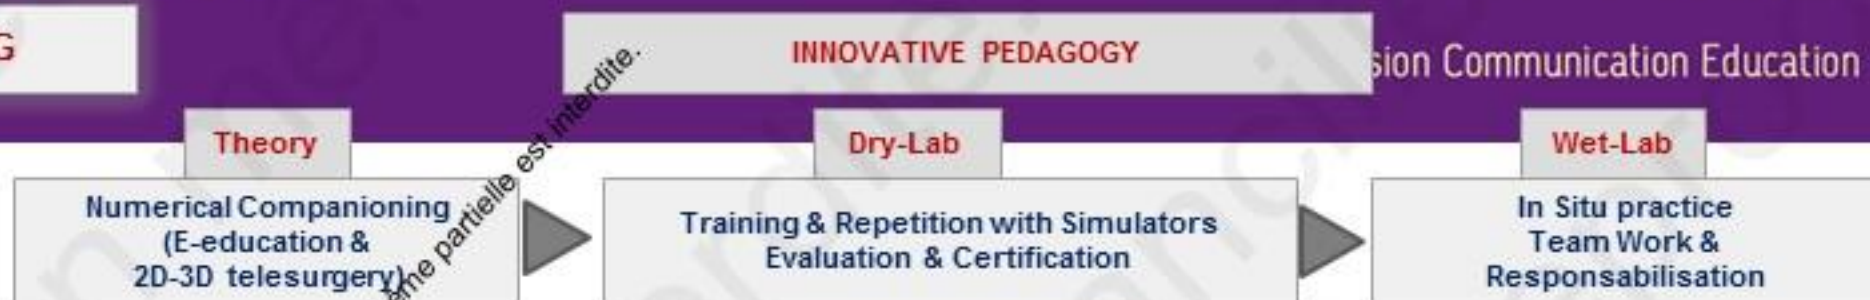 G
INNOVATIVE PEDAGOGY
sion Communication Education
Theory
Dry-Lab
Wet-Lab
Numerical Companioning
(E-education &
2D-3D telesurgery)
Training & Repetition with Simulators
Evaluation & Certification
In Situ practice
Team Work &
Responsabilisation
ême partielle est interdite.